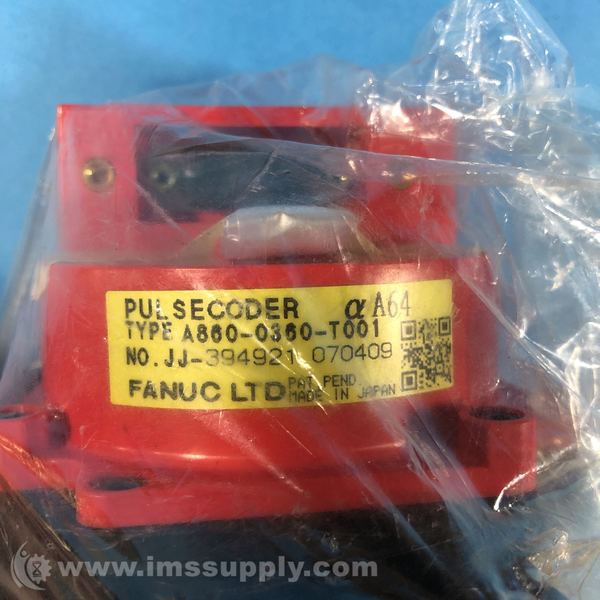 PULSECODER αA64
TYPE A860-0360-T001
NO. JJ-394921 070409
FANUC LTD PAT PEND.
MADE IN JAPAN
www.imssupply.com